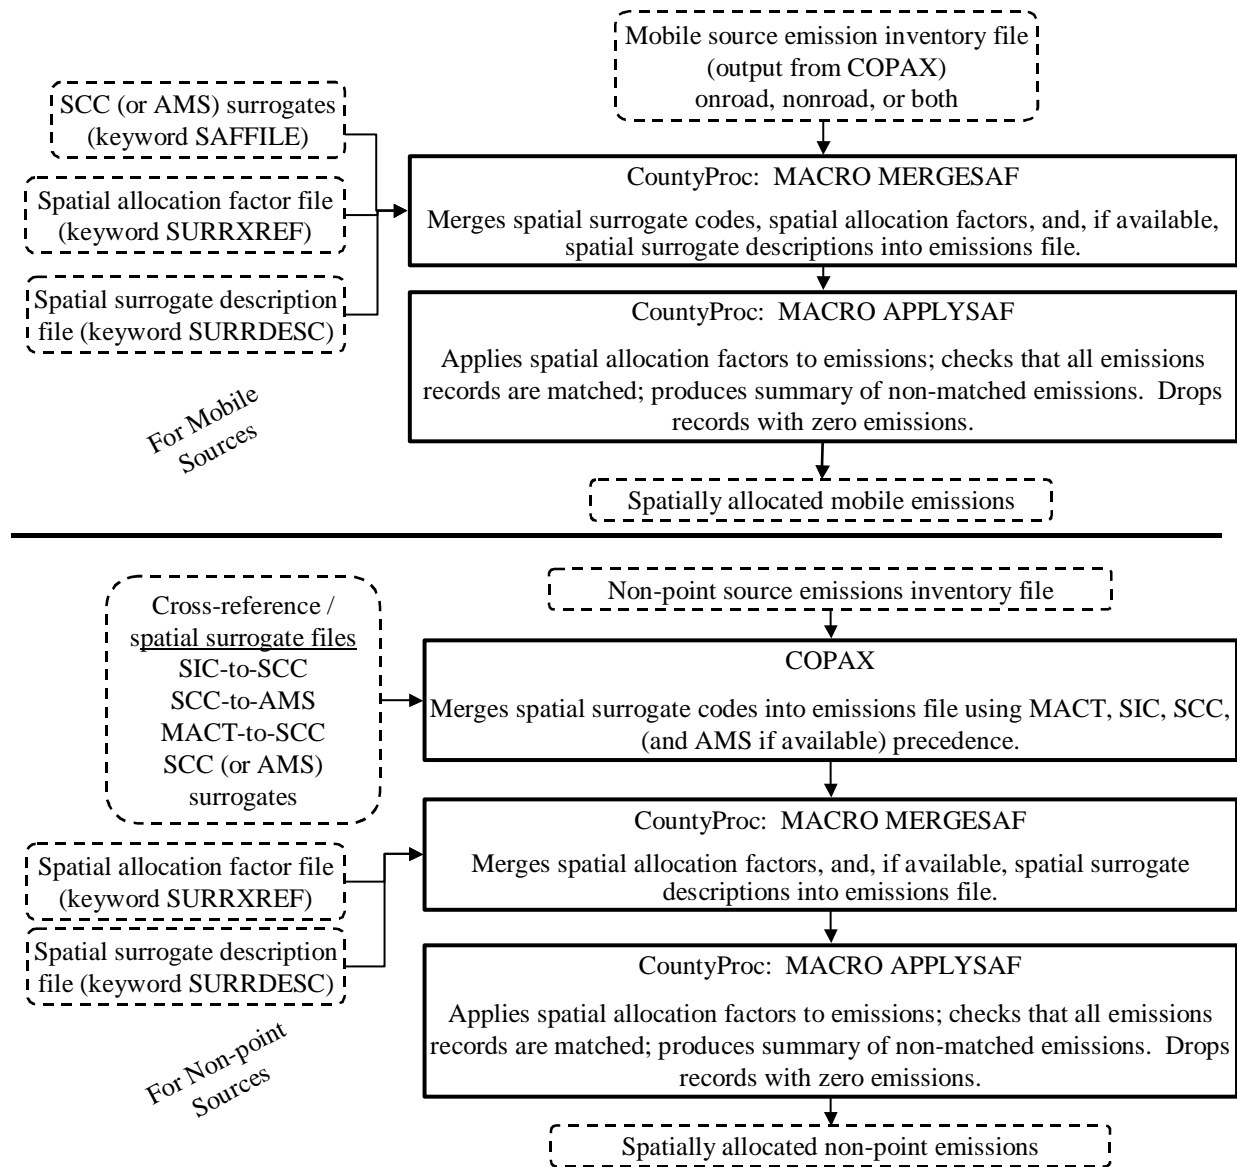 Mobile source emission inventory file
(output from COPAX)
onroad, nonroad, or both
SCC (or AMS) surrogates
(keyword SAFFILE)
Spatial allocation factor file
(keyword SURRXREF)
Spatial surrogate description
file (keyword SURRDESC)
CountyProc:  MACRO MERGESAF
Merges spatial surrogate codes, spatial allocation factors, and, if available,
spatial surrogate descriptions into emissions file.
CountyProc:  MACRO APPLYSAF
Applies spatial allocation factors to emissions; checks that all emissions
records are matched; produces summary of non-matched emissions.  Drops
records with zero emissions.
For Mobile
Sources
Spatially allocated mobile emissions
Non-point source emissions inventory file
Cross-reference /
spatial surrogate files
SIC-to-SCC
SCC-to-AMS
MACT-to-SCC
SCC (or AMS)
surrogates
COPAX
Merges spatial surrogate codes into emissions file using MACT, SIC, SCC,
(and AMS if available) precedence.
Spatial allocation factor file
(keyword SURRXREF)
Spatial surrogate description
file (keyword SURRDESC)
CountyProc:  MACRO MERGESAF
Merges spatial allocation factors, and, if available, spatial surrogate
descriptions into emissions file.
CountyProc:  MACRO APPLYSAF
Applies spatial allocation factors to emissions; checks that all emissions
records are matched; produces summary of non-matched emissions.  Drops
records with zero emissions.
For Non-point
Sources
Spatially allocated non-point emissions